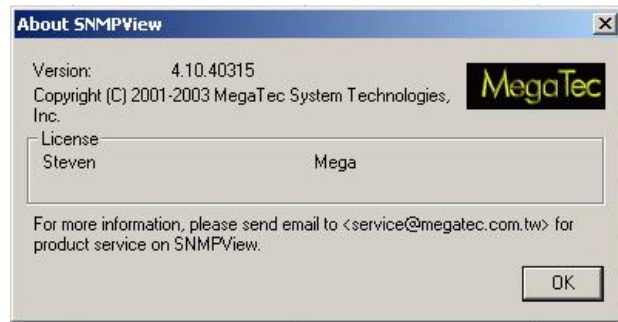 About SNMPView
Version: 4.10.40315
MegaTec
Copyright (C) 2001-2003 MegaTec System Technologies,
Inc.
License
Steven Mega
For more information, please send email to <service@megatec.com.tw> for
product service on SNMPView.
OK